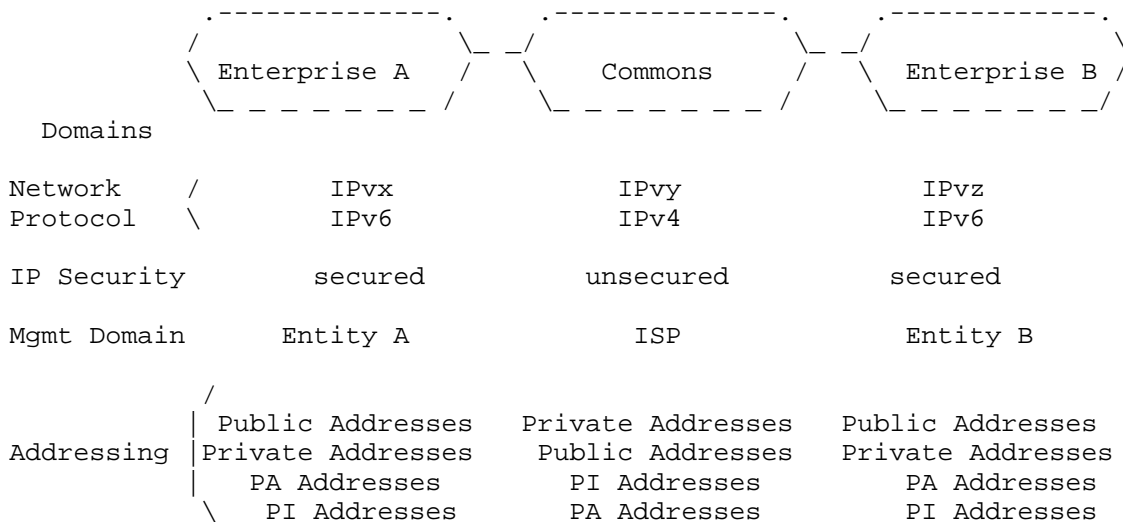 Enterprise A Commons Enterprise B
Domains
Network / IPvx IPvy IPvz
Protocol \ IPv6 IPv4 IPv6
IP Security secured unsecured secured
Mgmt Domain Entity A ISP Entity B
Public Addresses Private Addresses Public Addresses
Addressing |Private Addresses Public Addresses Private Addresses
PA Addresses PI Addresses PA Addresses
PI Addresses PA Addresses PI Addresses